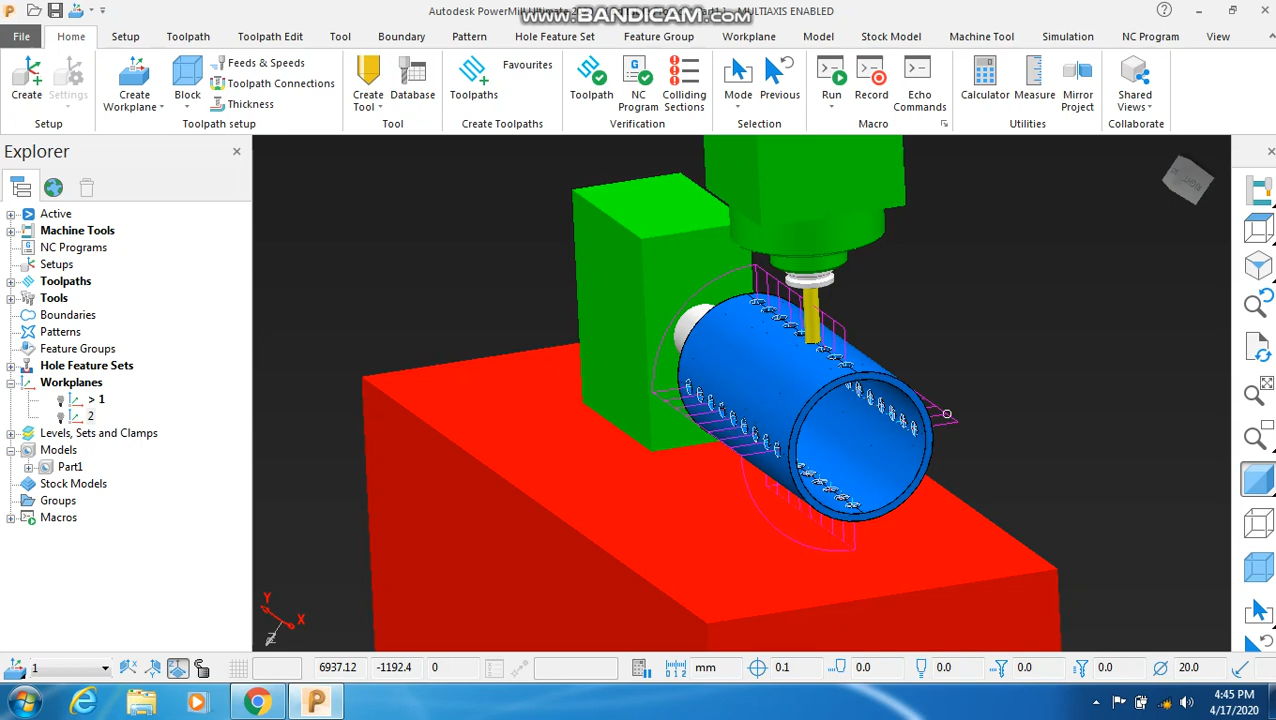 Autodesk PowerMill Ultimate 2
www.BANDICAM.com
MULTIAXIS ENABLED
File Home Setup Toolpath Toolpath Edit Tool Boundary Pattern Hole Feature Set Feature Group Workplane Model Stock Model Machine Tool Simulation NC Program View
Create
Settings
Setup
Create Workplane
Block
Feeds & Speeds
Toolpath Connections
Thickness
Toolpath setup
Create Tool
Database
Tool
Toolpaths
Favourites
Create Toolpaths
Toolpath
NC Program
Colliding Sections
Verification
Mode
Previous
Selection
Run
Record
Echo Commands
Macro
Calculator
Measure
Mirror Project
Utilities
Shared Views
Collaborate
Explorer
Active
Machine Tools
NC Programs
Setups
Toolpaths
Tools
Boundaries
Patterns
Feature Groups
Hole Feature Sets
Workplanes
> 1
2
Levels, Sets and Clamps
Models
Part1
Stock Models
Groups
Macros
Y
X
Z
1 6937.12 -1192.4 0 mm 0.1 0.0 0.0 0.0 0.0 20.0
4:45 PM
4/17/2020